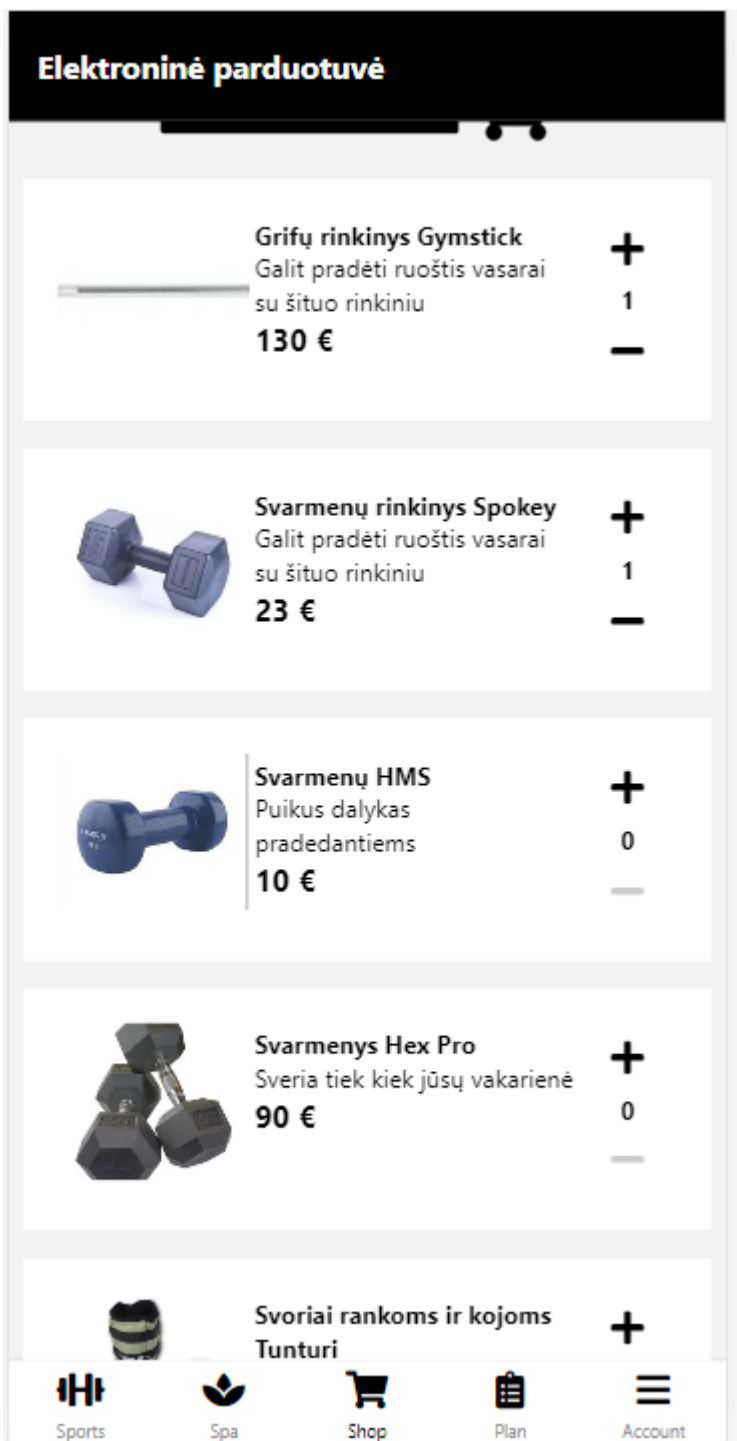 Elektroninė parduotuvė
Grifų rinkinys Gymstick
Galit pradėti ruoštis vasarai
su šituo rinkiniu
130 €
1
Svarmenų rinkinys Spokey
Galit pradėti ruoštis vasarai
su šituo rinkiniu
23 €
1
Svarmenų HMS
Puikus dalykas
pradedantiems
10 €
0
Svarmenys Hex Pro
Sveria tiek kiek jūsų vakarienė
90 €
0
Svoriai rankoms ir kojoms
Tunturi
Sports
Spa
Shop
Plan
Account